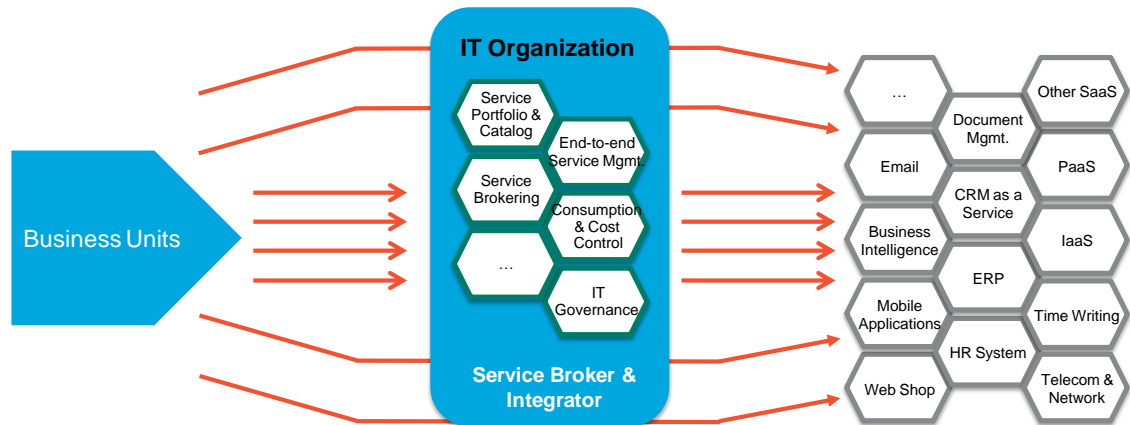 Business Units
IT Organization
Service
Portfolio &
Catalog
End-to-end
Service Mgmt.
Service
Brokering
Consumption
& Cost
Control
…
IT
Governance
Service Broker &
Integrator
…
Other SaaS
Document
Mgmt.
Email
PaaS
CRM as a
Service
Business
Intelligence
IaaS
ERP
Mobile
Applications
Time Writing
HR System
Web Shop
Telecom &
Network